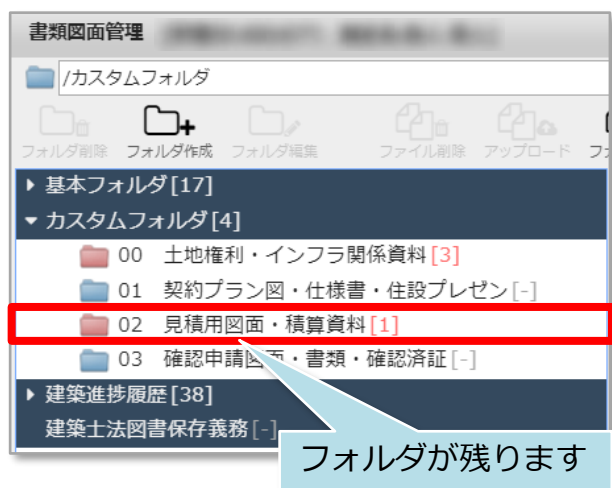 書類図面管理
/カスタムフォルダ
フォルダ削除 フォルダ作成 フォルダ編集 ファイル削除 アップロード
基本フォルダ[17]
カスタムフォルダ[4]
00 土地権利・インフラ関係資料[3]
01 契約プラン図・仕様書・住設プレゼン[-]
02 見積用図面・積算資料[1]
03 確認申請図面・書類・確認済証[-]
建築進捗履歴[38]
建築士法図書保存義務[-]
フォルダが残ります